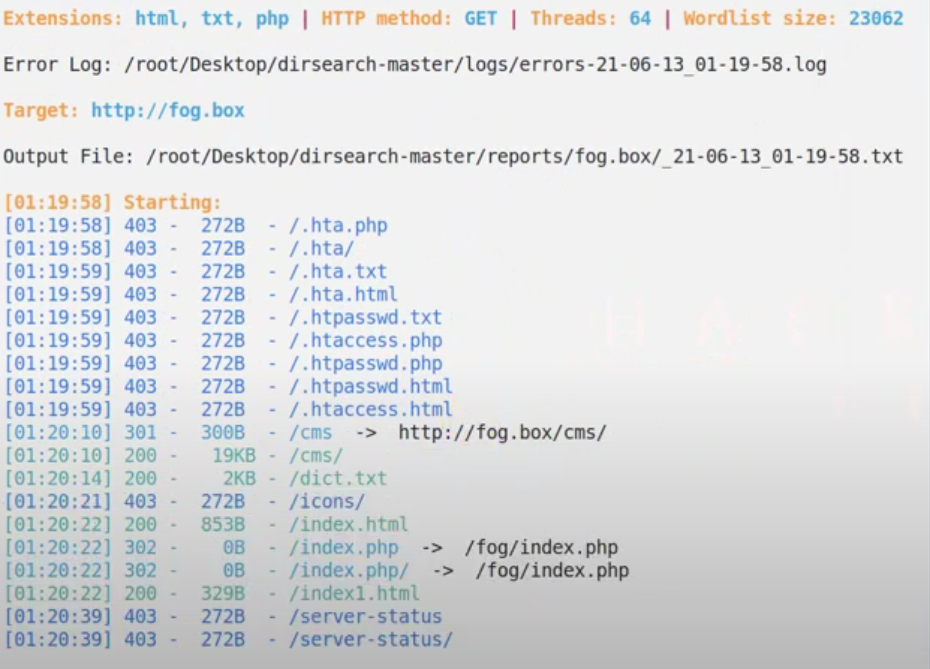 Extensions: html, txt, php | HTTP method: GET | Threads: 64 | Wordlist size: 23062
Error Log: /root/Desktop/dirsearch-master/logs/errors-21-06-13_01-19-58.log
Target: http://fog.box
Output File: /root/Desktop/dirsearch-master/reports/fog.box/_21-06-13_01-19-58.txt
[01:19:58] Starting:
[01:19:58] 403 - 272B - /.hta.php
[01:19:58] 403 - 272B - /.hta/
[01:19:59] 403 - 272B - /.hta.txt
[01:19:59] 403 - 272B - /.hta.html
[01:19:59] 403 - 272B - /.htpasswd.txt
[01:19:59] 403 - 272B - /.htaccess.php
[01:19:59] 403 - 272B - /.htpasswd.php
[01:19:59] 403 - 272B - /.htpasswd.html
[01:19:59] 403 - 272B - /.htaccess.html
[01:20:10] 301 - 300B - /cms -> http://fog.box/cms/
[01:20:10] 200 - 19KB - /cms/
[01:20:14] 200 - 2KB - /dict.txt
[01:20:21] 403 - 272B - /icons/
[01:20:22] 200 - 853B - /index.html
[01:20:22] 302 - 0B - /index.php -> /fog/index.php
[01:20:22] 302 - 0B - /index.php/ -> /fog/index.php
[01:20:22] 200 - 329B - /index1.html
[01:20:39] 403 - 272B - /server-status
[01:20:39] 403 - 272B - /server-status/